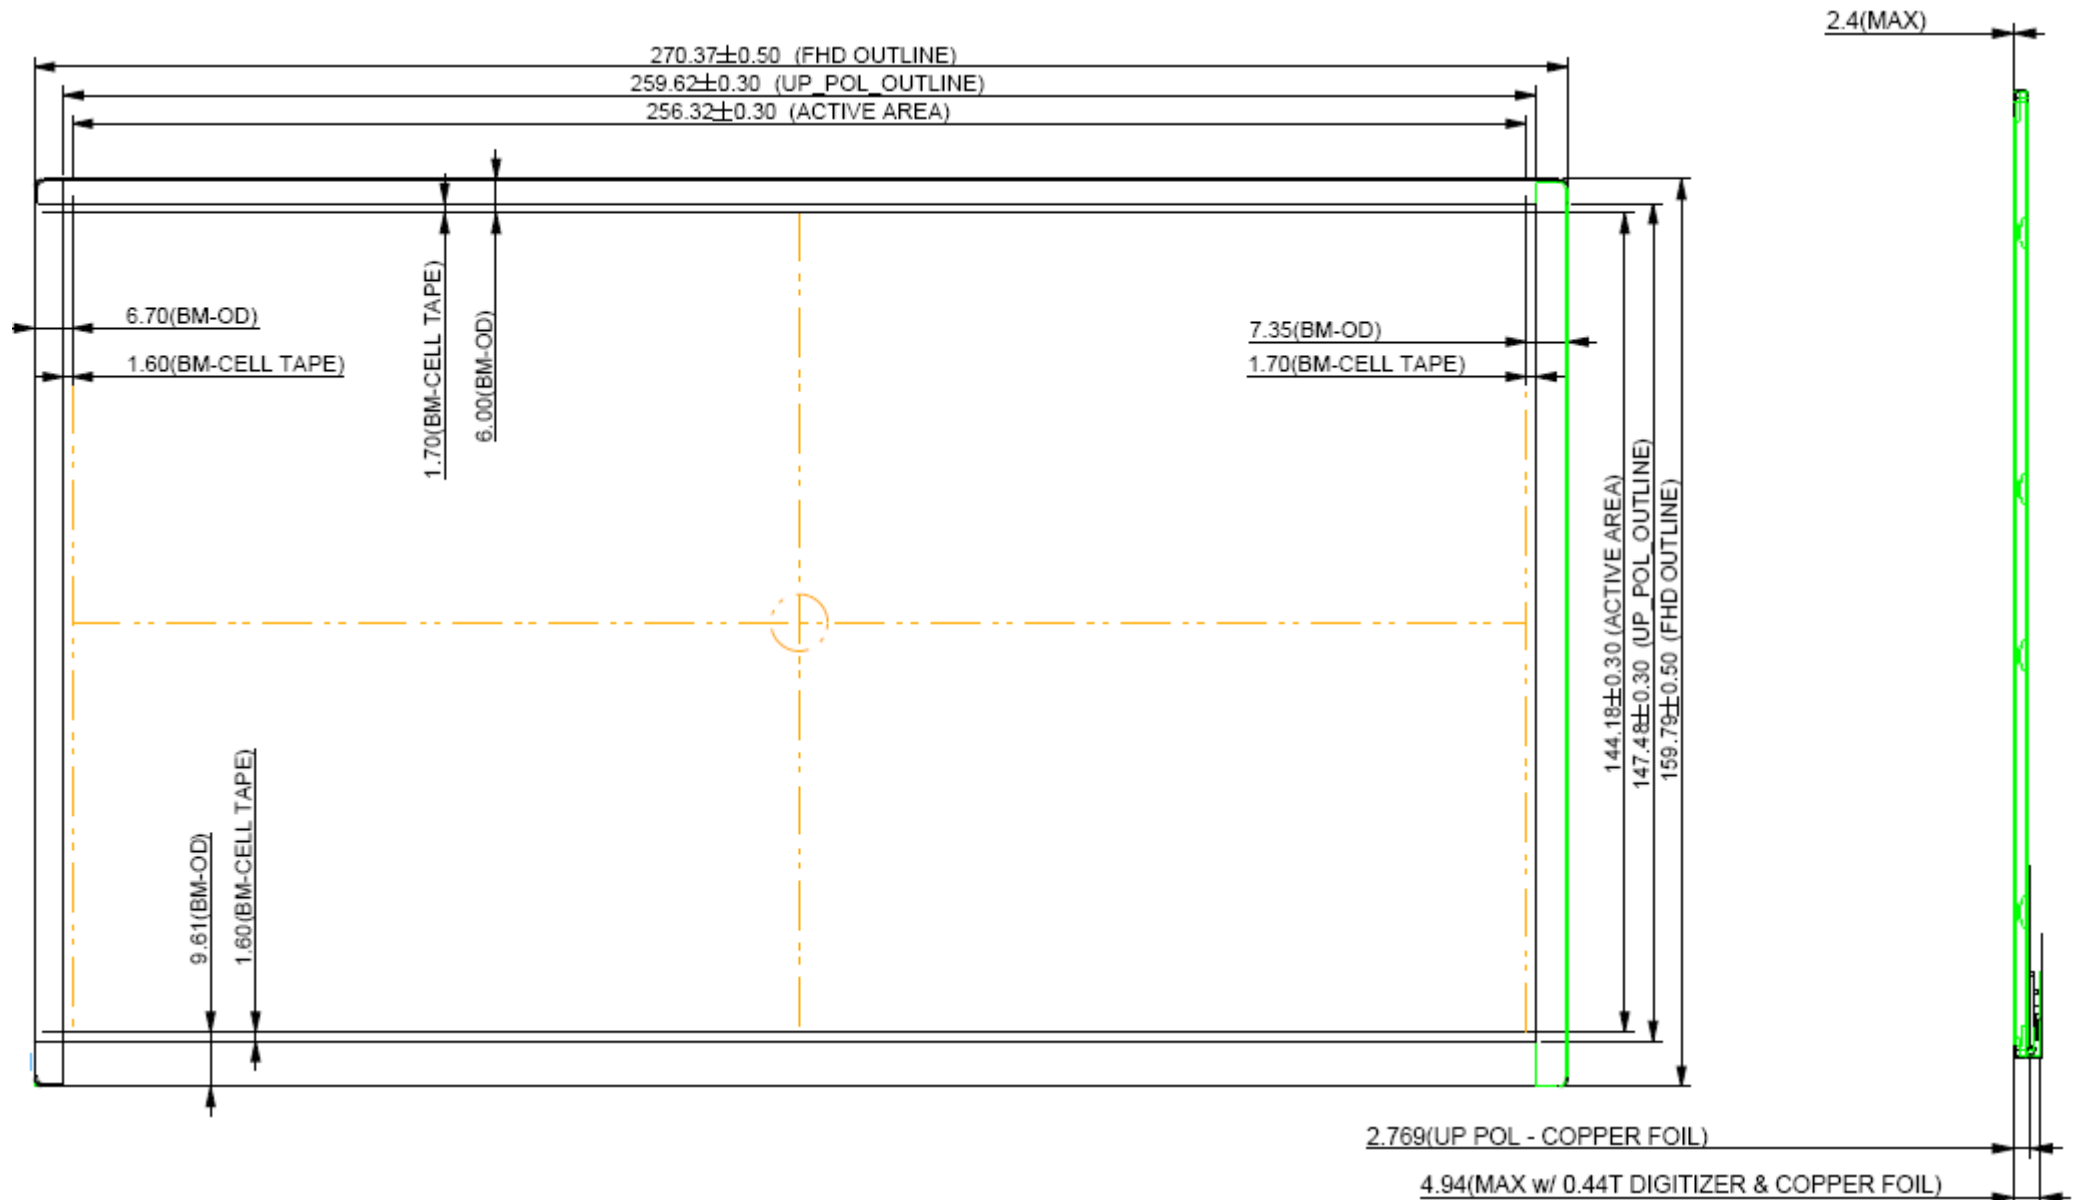 2.4(MAX)
270.37±0.50 (FHD OUTLINE)
259.62±0.30 (UP_POL_OUTLINE)
256.32±0.30 (ACTIVE AREA)
6.70(BM-OD)
1.60(BM-CELL TAPE)
1.70(BM-CELL TAPE)
6.00(BM-OD)
7.35(BM-OD)
1.70(BM-CELL TAPE)
144.18±0.30 (ACTIVE AREA)
147.48±0.30 (UP_POL_OUTLINE)
159.79±0.50 (FHD OUTLINE)
9.61(BM-OD)
1.60(BM-CELL TAPE)
2.769(UP POL - COPPER FOIL)
4.94(MAX w/ 0.44T DIGITIZER & COPPER FOIL)